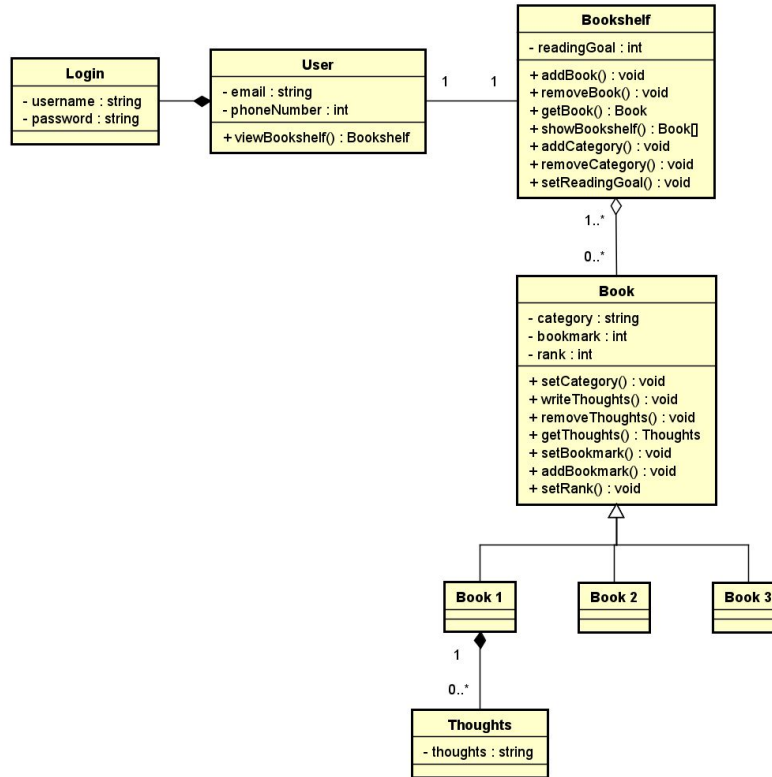 Login
- username : string
- password : string
User
- email : string
- phoneNumber : int
+ viewBookshelf() : Bookshelf
1
1
Bookshelf
- readingGoal : int
+ addBook() : void
+ removeBook() : void
+ getBook() : Book
+ showBookshelf() : Book[]
+ addCategory() : void
+ removeCategory() : void
+ setReadingGoal() : void
1..*
0..*
Book
- category : string
- bookmark : int
- rank : int
+ setCategory() : void
+ writeThoughts() : void
+ removeThoughts() : void
+ getThoughts() : Thoughts
+ setBookmark() : void
+ addBookmark() : void
+ setRank() : void
Book 1
Book 2
Book 3
1
0..*
Thoughts
- thoughts : string